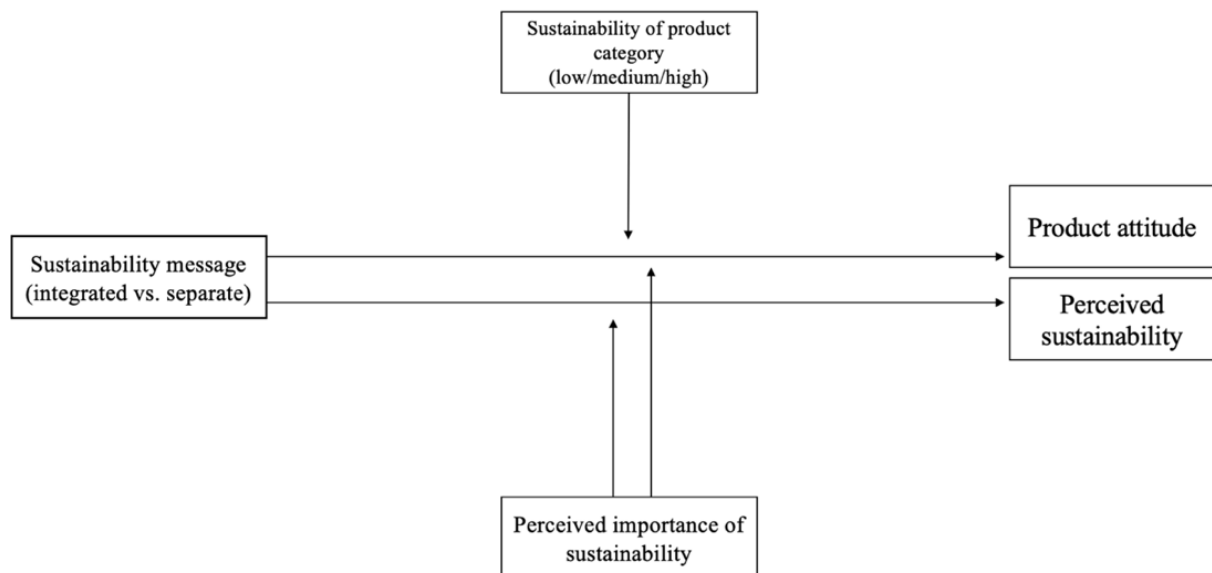 Sustainability of product
category
(low/medium/high)
Product attitude
Sustainability message
(integrated vs. separate)
Perceived
sustainability
Perceived importance of
sustainability